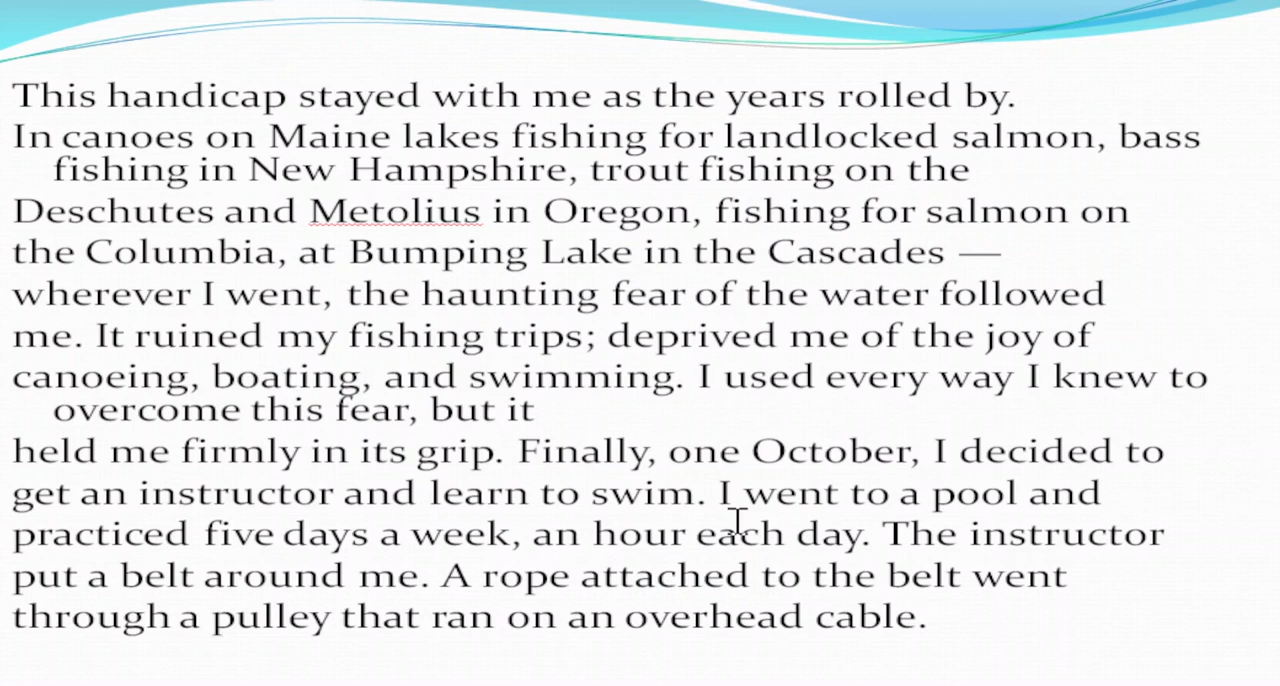 This handicap stayed with me as the years rolled by.
In canoes on Maine lakes fishing for landlocked salmon, bass
fishing in New Hampshire, trout fishing on the
Deschutes and Metolius in Oregon, fishing for salmon on
the Columbia, at Bumping Lake in the Cascades —
wherever I went, the haunting fear of the water followed
me. It ruined my fishing trips; deprived me of the joy of
canoeing, boating, and swimming. I used every way I knew to
overcome this fear, but it
held me firmly in its grip. Finally, one October, I decided to
get an instructor and learn to swim. I went to a pool and
practiced five days a week, an hour each day. The instructor
put a belt around me. A rope attached to the belt went
through a pulley that ran on an overhead cable.